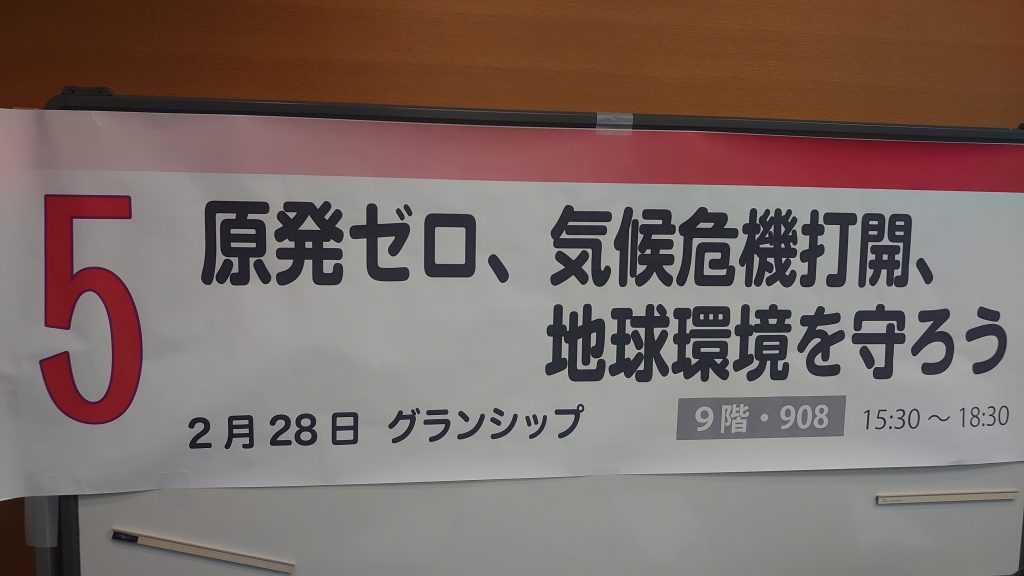 5
原発ゼロ、気候危機打開、
地球環境を守ろう
2月28日 グランシップ 9階・908 15:30～18:30